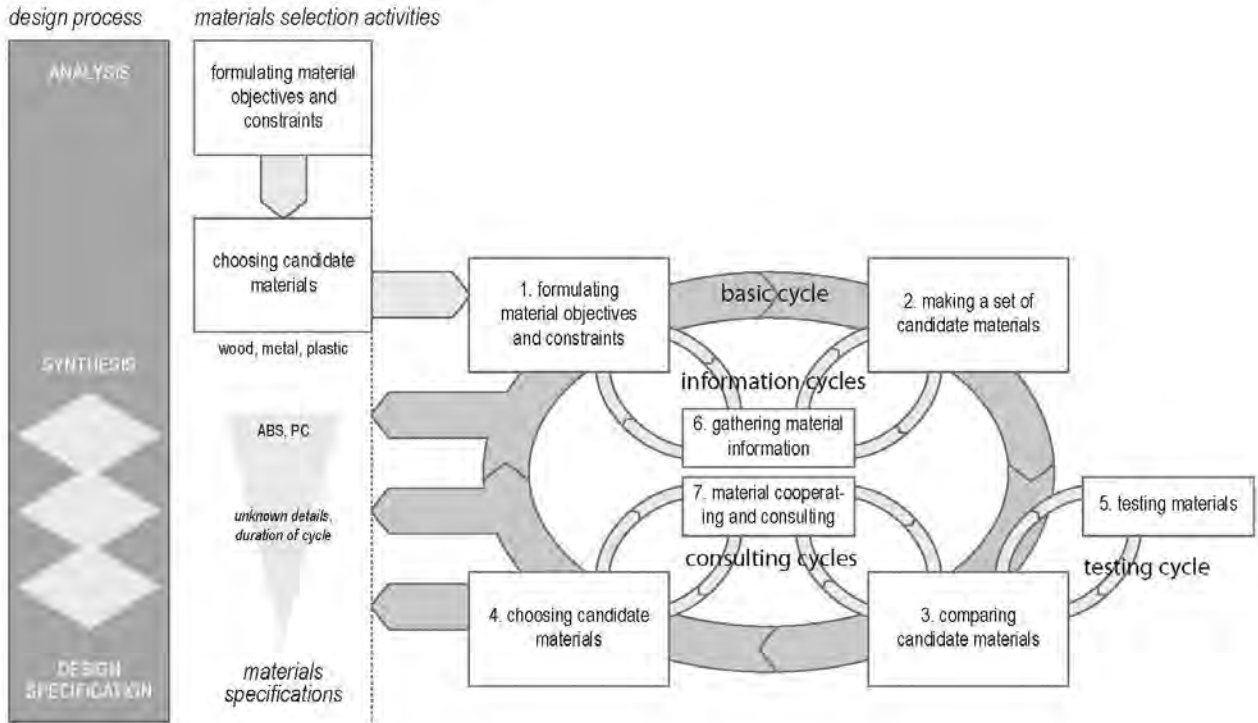 design process
materials selection activities
ANALYSIS
formulating material
objectives and
constraints
choosing candidate
materials
wood, metal, plastic
SYNTHESIS
ABS, PC
unknown details,
duration of cycle
DESIGN
SPECIFICATION
materials
specifications
1. formulating
material objectives
and constraints
basic cycle
2. making a set of
candidate materials
information cycles
6. gathering material
information
7. material cooperat-
ing and consulting
consulting cycles
5. testing materials
testing cycle
4. choosing candidate
materials
3. comparing
candidate materials